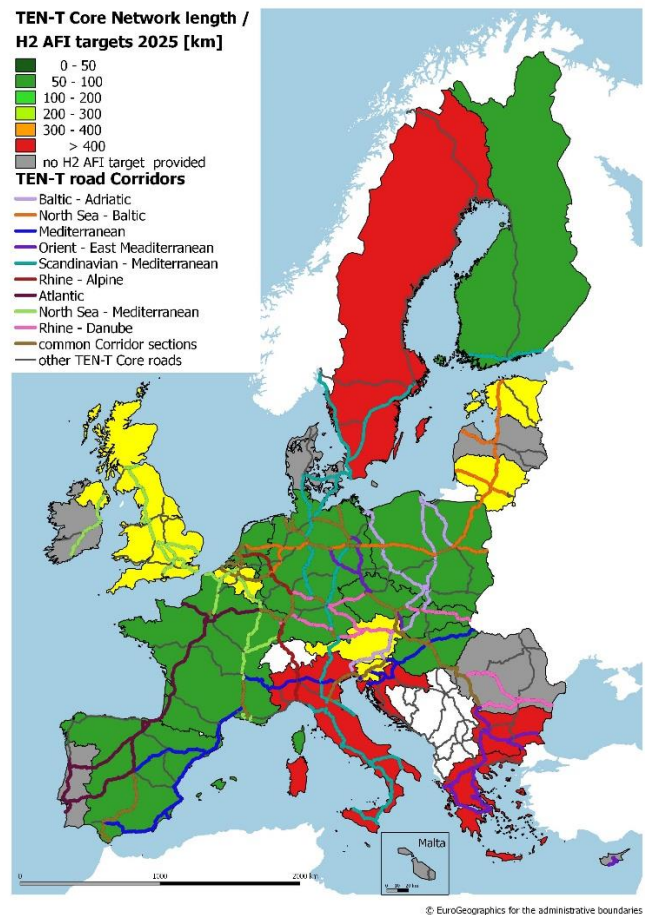 TEN-T Core Network length /
H2 AFI targets 2025 [km]
0 - 50
50 - 100
100 - 200
200 - 300
300 - 400
> 400
no H2 AFI target provided
TEN-T road Corridors
Baltic - Adriatic
North Sea - Baltic
Mediterranean
Orient - East Meaditerranean
Scandinavian - Mediterranean
Rhine - Alpine
Atlantic
North Sea - Mediterranean
Rhine - Danube
common Corridor sections
other TEN-T Core roads
Malta
0 1000 km 2000 km
© EuroGeographics for the administrative boundaries